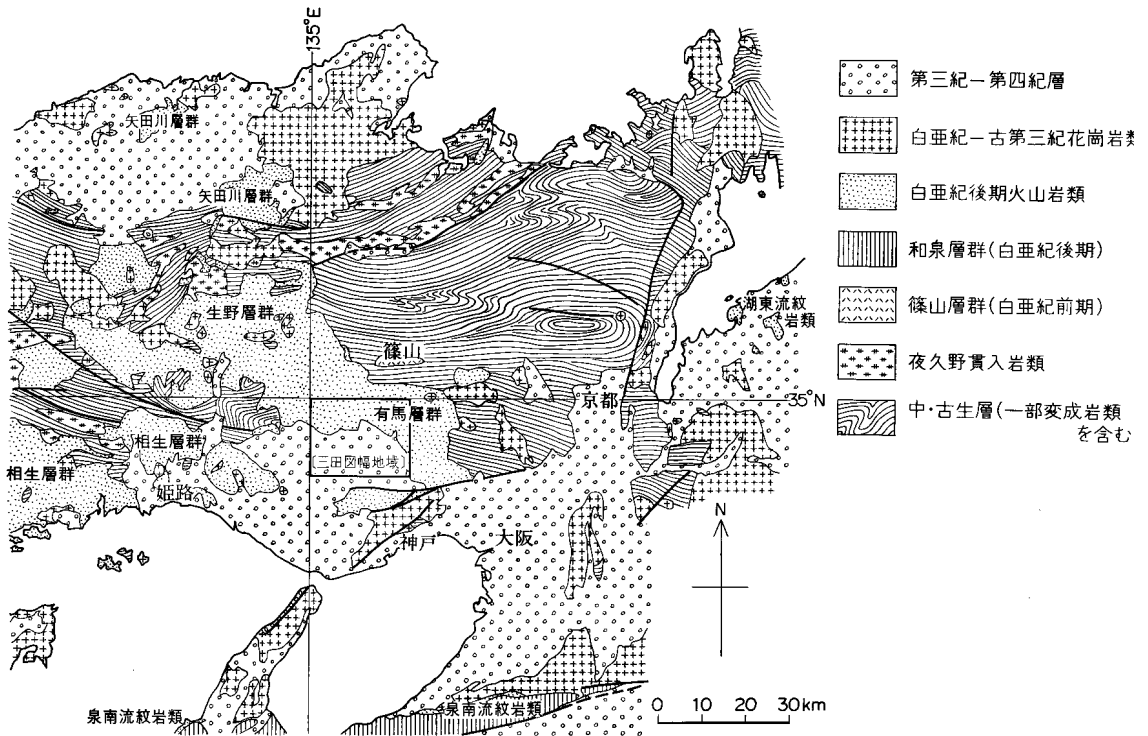 135°E
矢田川層群
矢田川層群
生野層群
湖東流紋
岩類
篠山
有馬層群
京都
35°N
相生層群
〔三田図幅地域〕
相生層群
姫路
神戸
大阪
泉南流紋岩類
泉南流紋岩類
N
0 10 20 30km
第三紀—第四紀層
白亜紀—古第三紀花崗岩類
白亜紀後期火山岩類
和泉層群(白亜紀後期)
篠山層群(白亜紀前期)
夜久野貫入岩類
中・古生層(一部変成岩類
を含む)